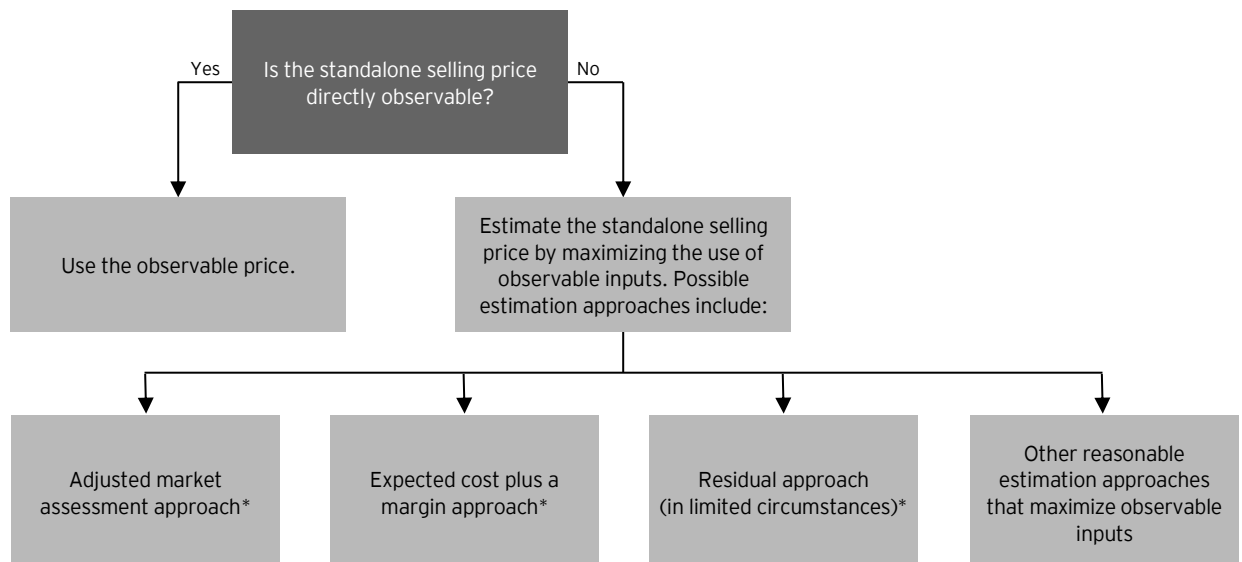 Is the standalone selling price
directly observable?
Yes
No
Use the observable price.
Estimate the standalone selling
price by maximizing the use of
observable inputs. Possible
estimation approaches include:
Adjusted market
assessment approach*
Expected cost plus a
margin approach*
Residual approach
(in limited circumstances)*
Other reasonable
estimation approaches
that maximize observable
inputs